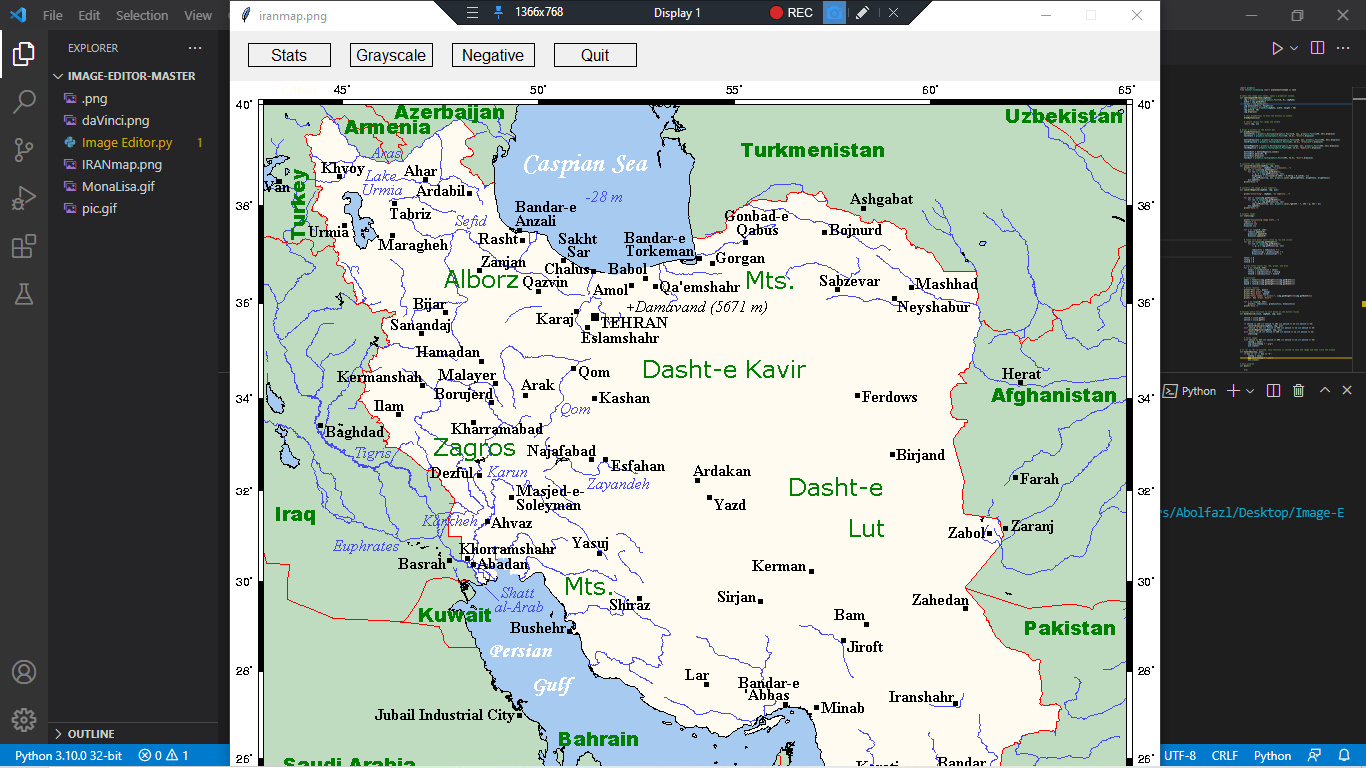 File Edit Selection View
iranmap.png
1366x768 Display 1 REC
EXPLORER
IMAGE-EDITOR-MASTER
.png
daVinci.png
Image Editor.py 1
IRANmap.png
MonaLisa.gif
pic.gif
OUTLINE
Python 3.10.0 32-bit 0 1
Stats Grayscale Negative Quit
45° 50° 55° 60° 65°
40° 40°
Azerbaijan
Armenia
Uzbekistan
Caspian Sea
Turkmenistan
Aras
Khvoy
Ahar
Lake
Urmia
Van
Turkey
Ardabil
-28 m
Ashgabat
38° 38°
Tabriz
Sefid
Bandar-e
Anzali
Gonbad-e
Qabus
Bojnurd
Urmia
Maragheh
Rasht
Sakht
Sar
Bandar-e
Torkeman
Gorgan
Zanjan
Chalus
Babol
Alborz
Qazvin
Amol
Qa'emshahr
Mts.
Sabzevar
Mashhad
Neyshabur
36° 36°
Bijar
+Damavand (5671 m)
Sanandaj
Karaj
TEHRAN
Eslamshahr
Hamadan
Dasht-e Kavir
Kermanshah
Malayer
Qom
Herat
Borujerd
Arak
Kashan
Ferdows
Afghanistan
34° 34°
Ilam
Qom
Baghdad
Kharramabad
Tigris
Zagros
Najafabad
Esfahan
Birjand
Dezful
Karun
Zayandeh
Ardakan
Farah
32° 32°
Masjed-e-
Soleyman
Yazd
Dasht-e
Lut
Iraq
Karkheh
Ahvaz
Zabol
Zaranj
Euphrates
Khorramshahr
Yasuj
Basrah
Abadan
Kerman
30° 30°
Shatt
al-Arab
Mts.
Shiraz
Sirjan
Zahedan
Kuwait
Bushehr
Bam
Pakistan
Jiroft
Persian
Gulf
28° 28°
Lar
Bandar-e
Abbas
Minab
Iranshahr
Jubail Industrial City
Bahrain
26° 26°
Saudi Arabia
Bandar
Python
s/Abolfazl/Desktop/Image-E
UTF-8 CRLF Python